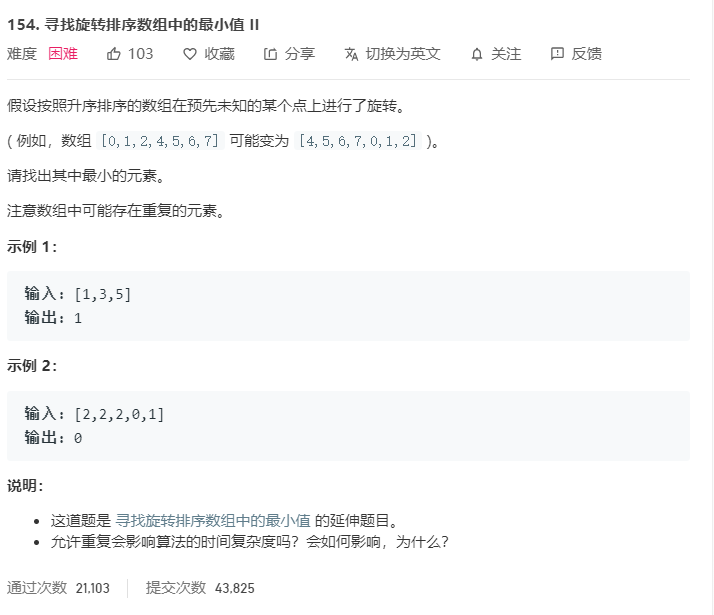 154. 寻找旋转排序数组中的最小值 II
难度 困难 103 收藏 分享 切换为英文 关注 反馈
假设按照升序排序的数组在预先未知的某个点上进行了旋转。
( 例如，数组 [0,1,2,4,5,6,7] 可能变为 [4,5,6,7,0,1,2] )。
请找出其中最小的元素。
注意数组中可能存在重复的元素。
示例 1：
输入: [1,3,5]
输出: 1
示例 2：
输入: [2,2,2,0,1]
输出: 0
说明：
• 这道题是 寻找旋转排序数组中的最小值 的延伸题目。
• 允许重复会影响算法的时间复杂度吗？会如何影响，为什么？
通过次数 21,103 提交次数 43,825